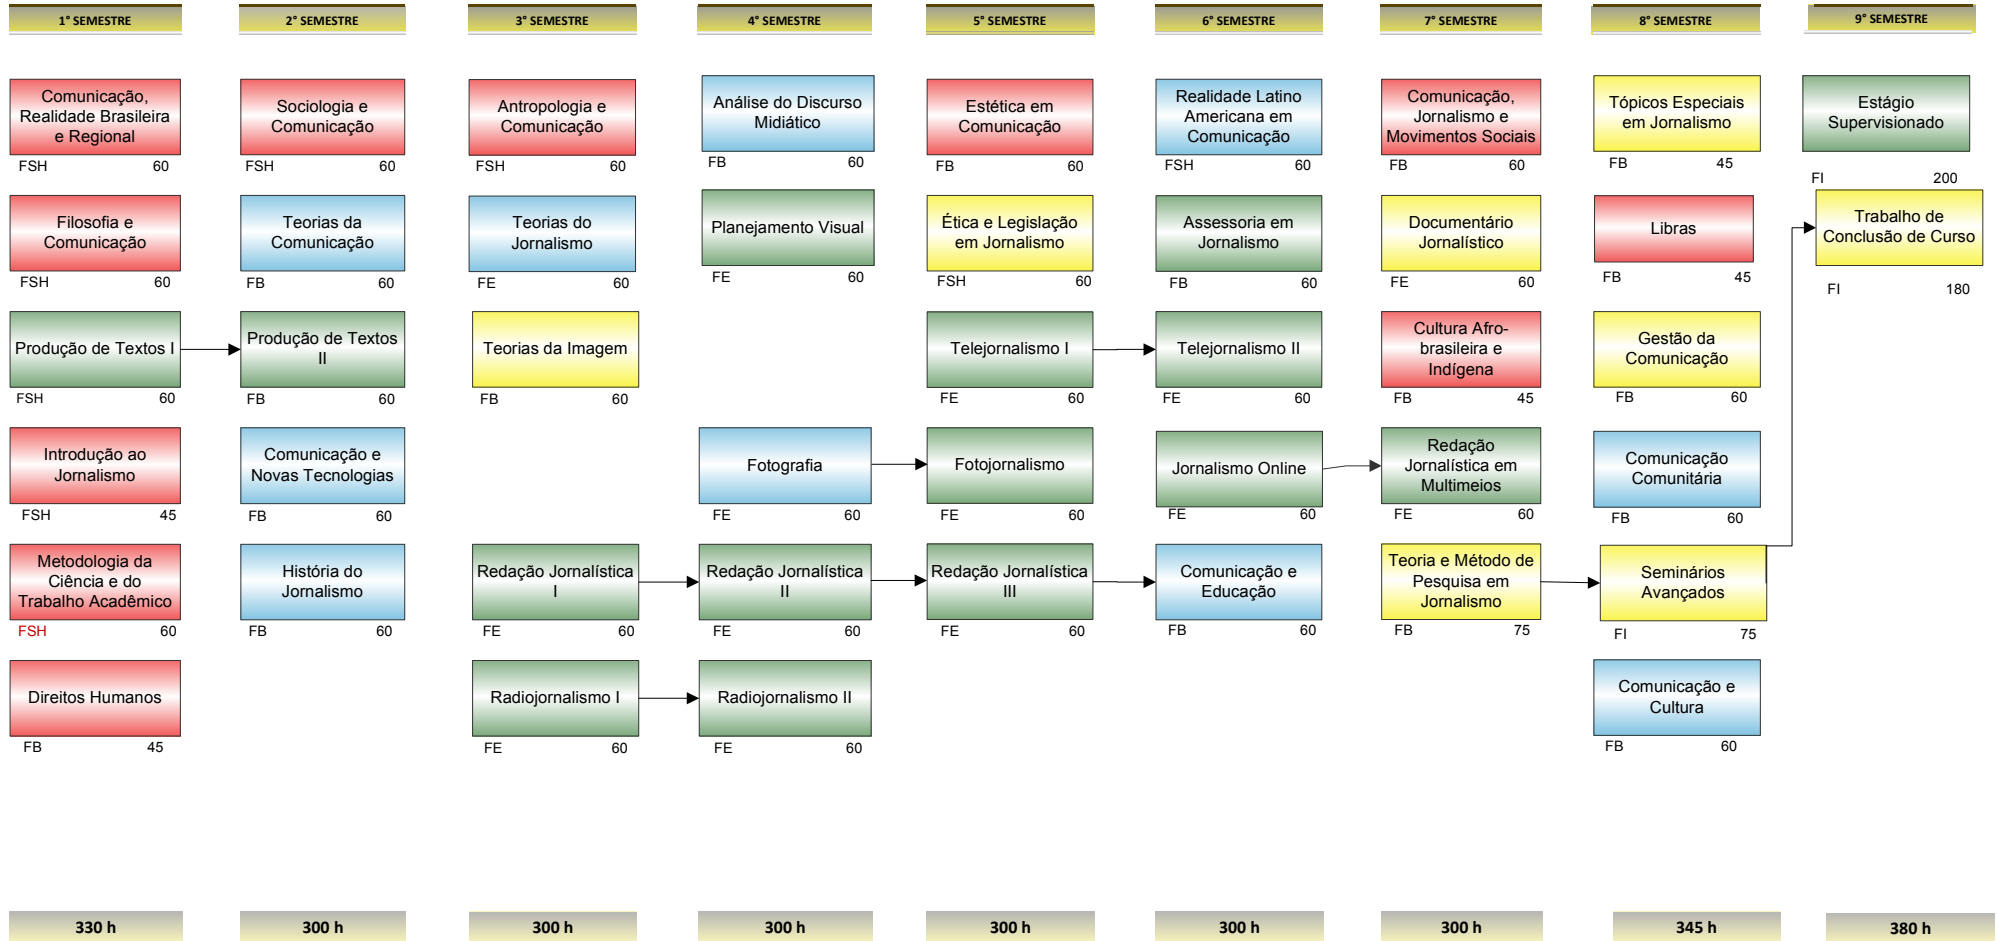 1° SEMESTRE
2° SEMESTRE
3° SEMESTRE
4° SEMESTRE
5° SEMESTRE
6° SEMESTRE
7° SEMESTRE
8° SEMESTRE
9° SEMESTRE
Comunicação,
Realidade Brasileira
e Regional
FSH 60
Filosofia e
Comunicação
FSH 60
Produção de Textos I
FSH 60
Introdução ao
Jornalismo
FSH 45
Metodologia da
Ciência e do
Trabalho Acadêmico
FSH 60
Direitos Humanos
FB 45
330 h
Sociologia e
Comunicação
FSH 60
Teorias da
Comunicação
FB 60
Produção de Textos
II
FB 60
Comunicação e
Novas Tecnologias
FB 60
História do
Jornalismo
FB 60
300 h
Antropologia e
Comunicação
FSH 60
Teorias do
Jornalismo
FE 60
Teorias da Imagem
FB 60
Redação Jornalística
I
FE 60
Radiojornalismo I
FE 60
300 h
Análise do Discurso
Midiático
FB 60
Planejamento Visual
FE 60
Fotografia
FE 60
Redação Jornalística
II
FE 60
Radiojornalismo II
FE 60
300 h
Estética em
Comunicação
FB 60
Ética e Legislação
em Jornalismo
FSH 60
Telejornalismo I
FE 60
Fotojornalismo
FE 60
Redação Jornalística
III
FE 60
300 h
Realidade Latino
Americana em
Comunicação
FSH 60
Assessoria em
Jornalismo
FB 60
Telejornalismo II
FE 60
Jornalismo Online
FE 60
Comunicação e
Educação
FB 60
300 h
Comunicação,
Jornalismo e
Movimentos Sociais
FB 60
Documentário
Jornalístico
FE 60
Cultura Afro-
brasileira e
Indígena
FB 45
Redação
Jornalística em
Multimeios
FE 60
Teoria e Método de
Pesquisa em
Jornalismo
FB 75
300 h
Tópicos Especiais
em Jornalismo
FB 45
Libras
FB 45
Gestão da
Comunicação
FB 60
Comunicação
Comunitária
FB 60
Seminários
Avançados
FI 75
Comunicação e
Cultura
FB 60
345 h
Estágio
Supervisionado
FI 200
Trabalho de
Conclusão de Curso
FI 180
380 h